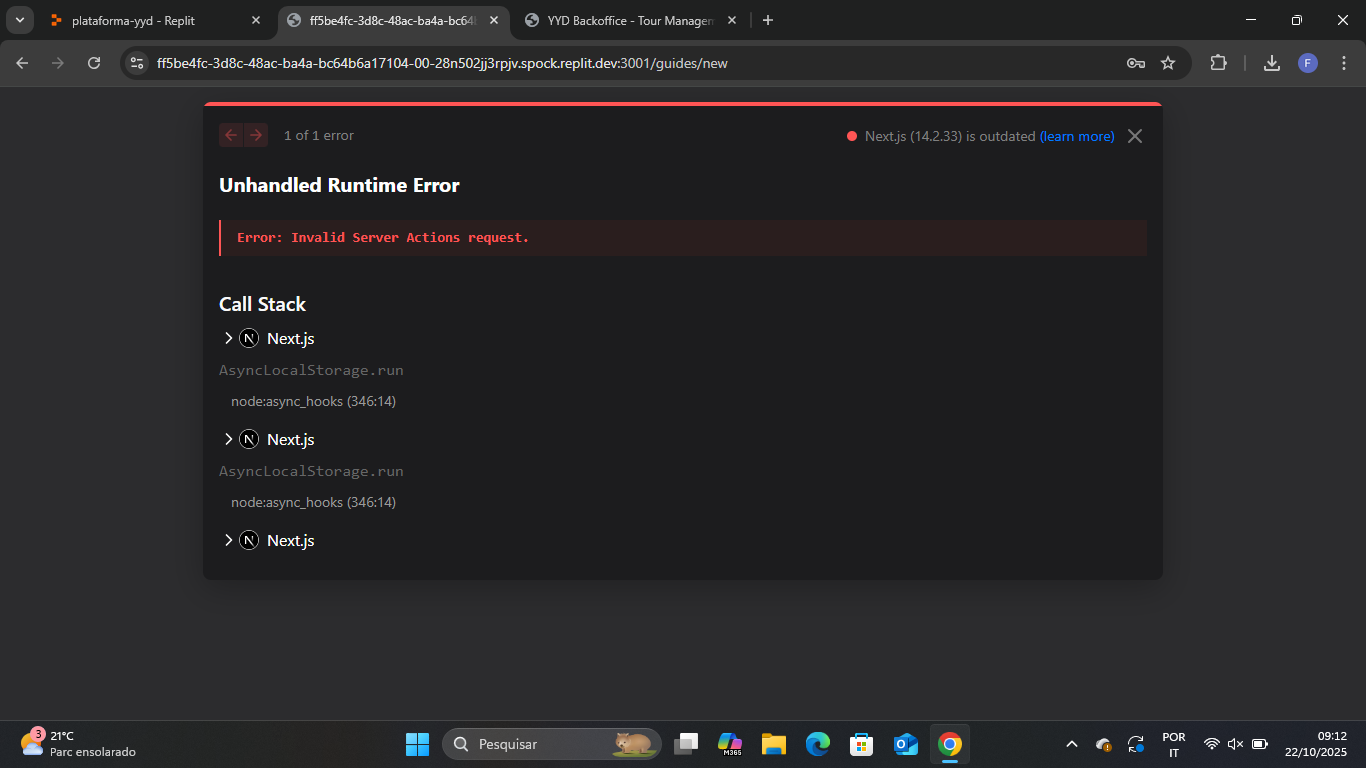 plataforma-yyd - Replit
ff5be4fc-3d8c-48ac-ba4a-bc64
YYD Backoffice - Tour Managem
ff5be4fc-3d8c-48ac-ba4a-bc64b6a17104-00-28n502jj3rpjv.spock.replit.dev:3001/guides/new
F
1 of 1 error
Next.js (14.2.33) is outdated (learn more)
Unhandled Runtime Error
Error: Invalid Server Actions request.
Call Stack
N Next.js
AsyncLocalStorage.run
node:async_hooks (346:14)
N Next.js
AsyncLocalStorage.run
node:async_hooks (346:14)
N Next.js
3
21°C
Parc ensolarado
Pesquisar
M365
POR
IT
09:12
22/10/2025